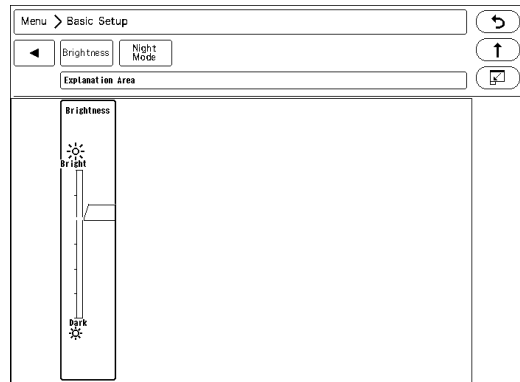 Menu > Basic Setup
Brightness
Night
Mode
Explanation Area
Brightness
Bright
Dark